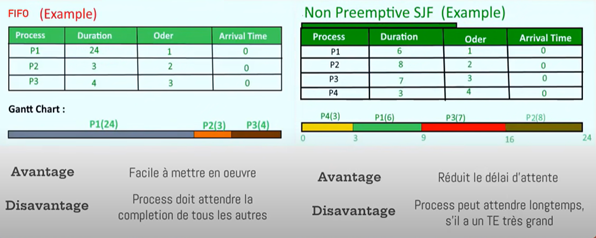 FIFO (Example)
Process Duration Oder Arrival Time
P1 24 1 0
P2 3 2 0
P3 4 3 0
Gantt Chart :
P1(24) P2(3) P3(4)
Avantage Facile à mettre en oeuvre
Disavantage Process doit attendre la
completion de tous les autres
Non Preemptive SJF (Example)
Process Duration Oder Arrival Time
P1 6 1 0
P2 8 2 0
P3 7 3 0
P4 3 4 0
P4(3) P1(6) P3(7) P2(8)
0 3 9 16 24
Avantage Réduit le délai d'attente
Disavantage Process peut attendre longtemps,
s'il a un TE très grand